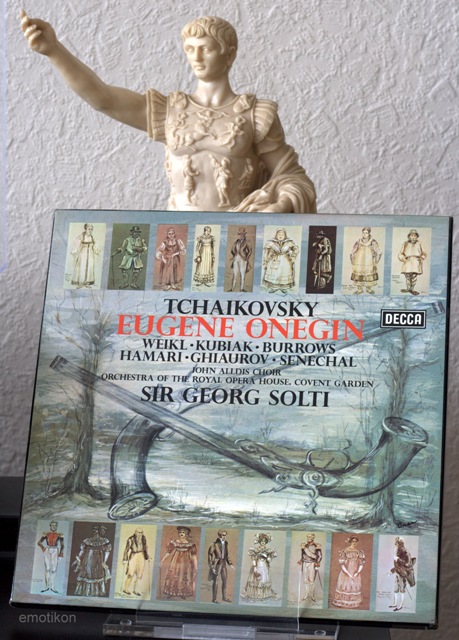 TCHAIKOVSKY
EUGENE ONEGIN
DECCA
WEIKL · KUBIAK · BURROWS
HAMARI · GHIAUROV · SENECHAL
JOHN ALLDIS CHOIR
ORCHESTRA OF THE ROYAL OPERA HOUSE, COVENT GARDEN
SIR GEORG SOLTI
emotikon